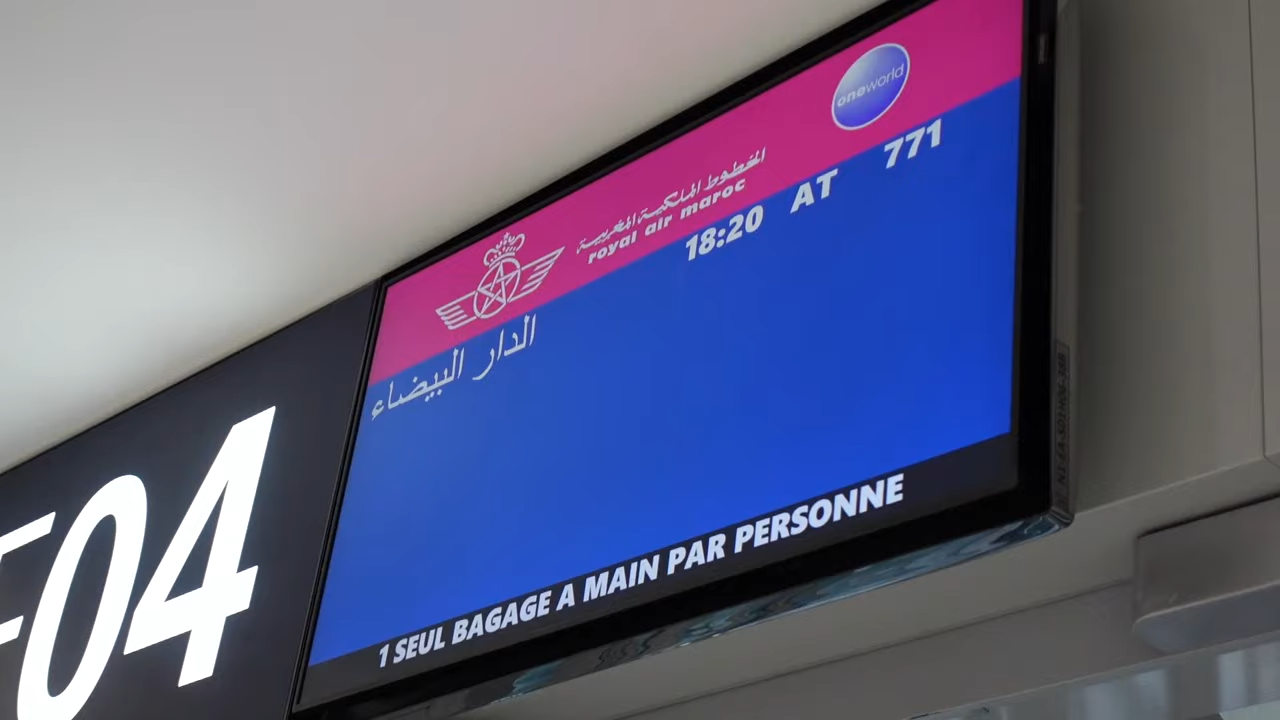 oneworld
الخطوط الملكية المغربية
royal air maroc
18:20 AT 771
الدار البيضاء
F04
1 SEUL BAGAGE A MAIN PAR PERSONNE